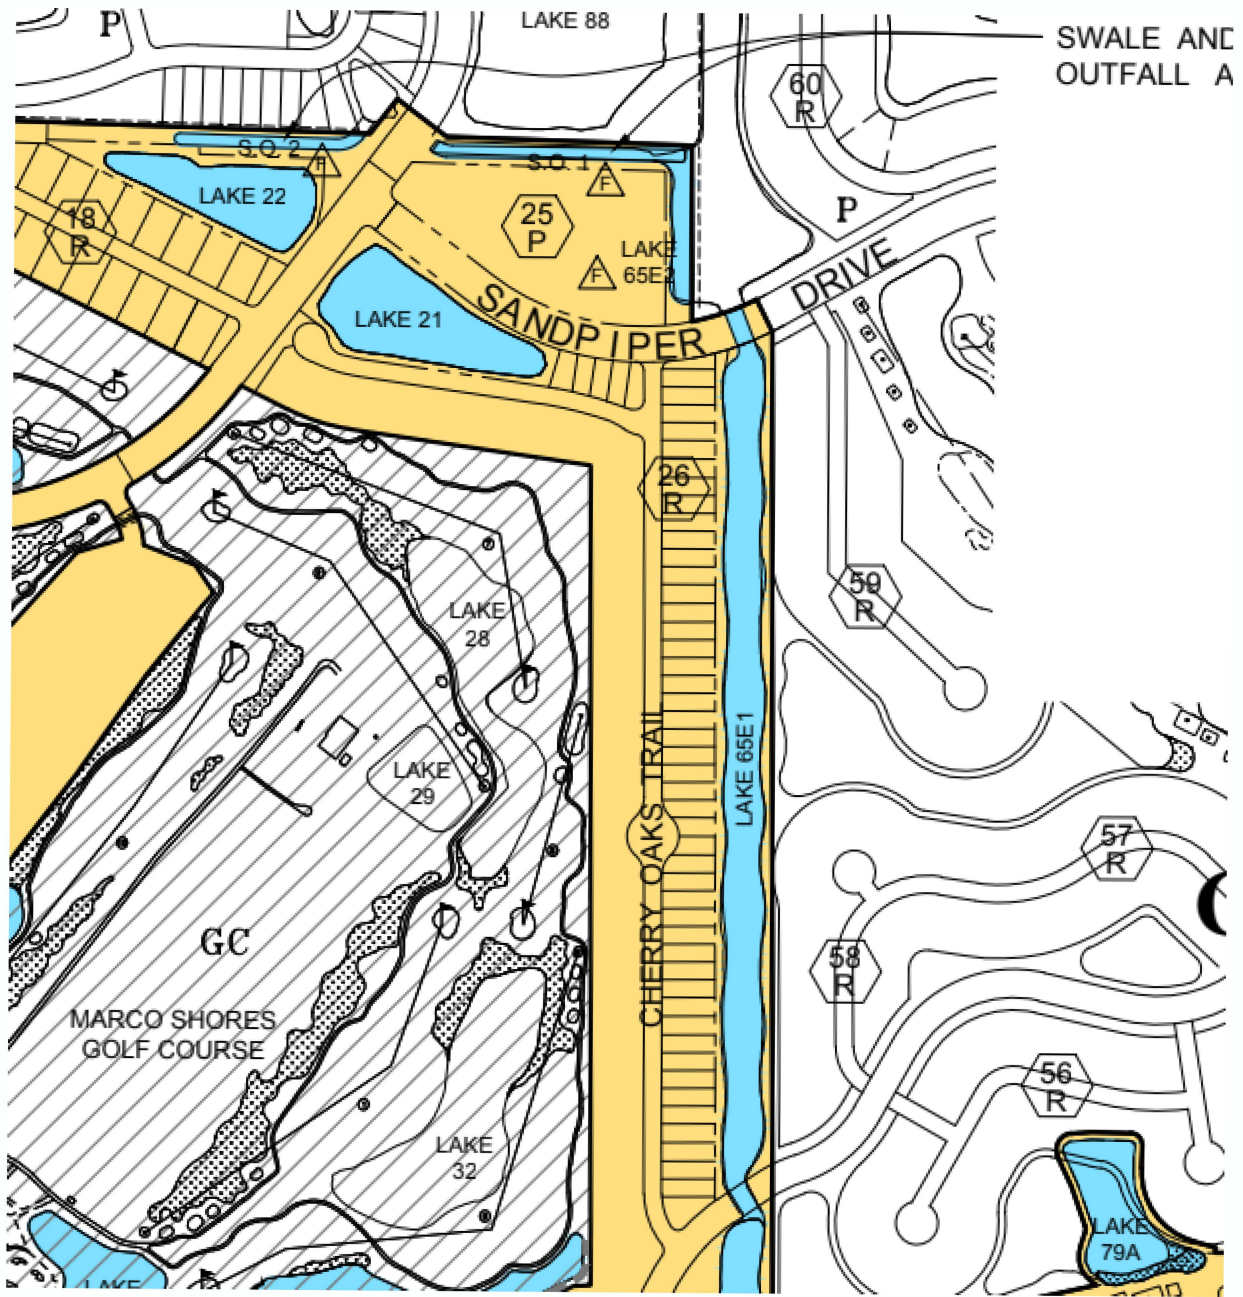 P
LAKE 88
SWALE AND
OUTFALL A
60
R
S.O. 2
F
S.O. 1
F
LAKE 22
18
R
25
P
P
LAKE
65E2
F
DRIVE
LAKE 21
SANDPIPER
26
R
59
R
LAKE
28
LAKE 65E1
LAKE
29
CHERRY OAKS TRAIL
57
R
GC
58
R
MARCO SHORES
GOLF COURSE
56
R
LAKE
32
LAKE
79A
LAKE